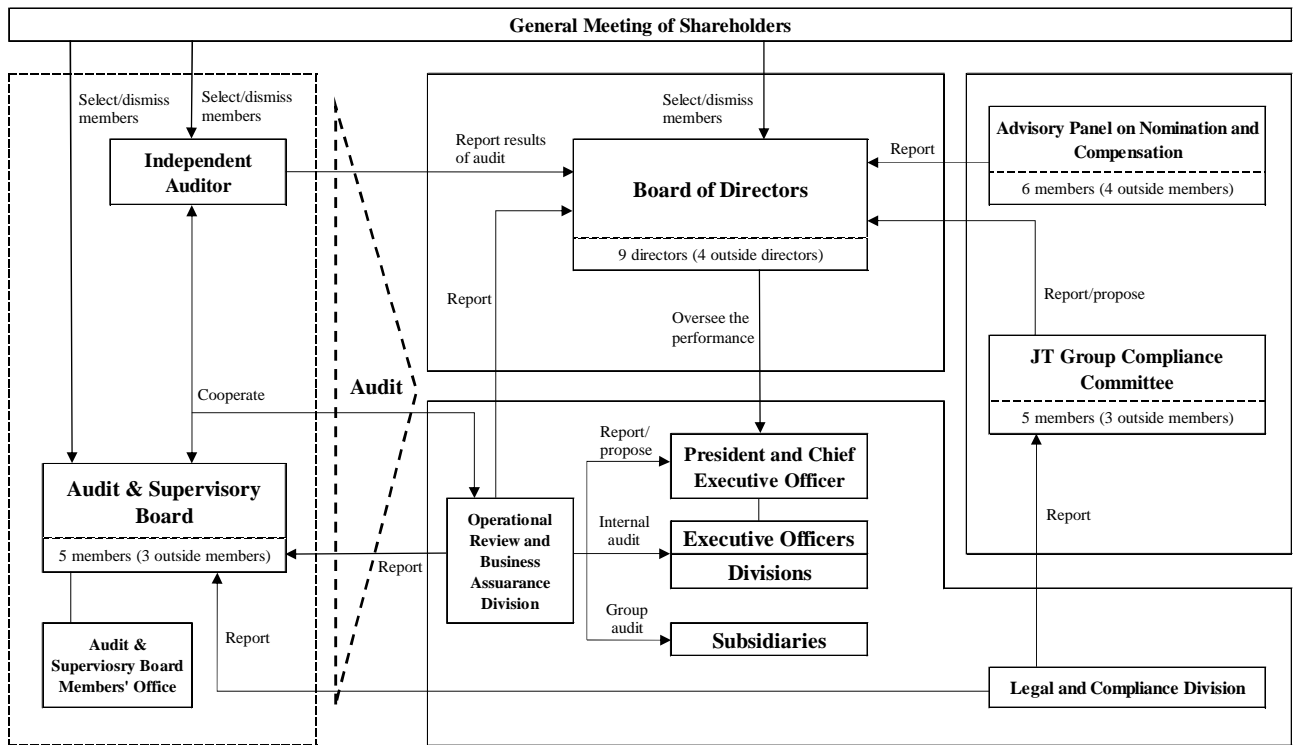 General Meeting of Shareholders
Select/dismiss
members
Select/dismiss
members
Select/dismiss
members
Independent
Auditor
Report results
of audit
Board of Directors
9 directors (4 outside directors)
Report
Advisory Panel on Nomination and
Compensation
6 members (4 outside members)
Report
Oversee the
performance
Report/propose
JT Group Compliance
Committee
5 members (3 outside members)
Cooperate
Audit
Audit & Supervisory
Board
5 members (3 outside members)
Report
Operational
Review and
Business
Assuarance
Division
Report/
propose
President and Chief
Executive Officer
Internal
audit
Executive Officers
Divisions
Group
audit
Subsidiaries
Report
Audit &
Superviosry Board
Members' Office
Report
Legal and Compliance Division